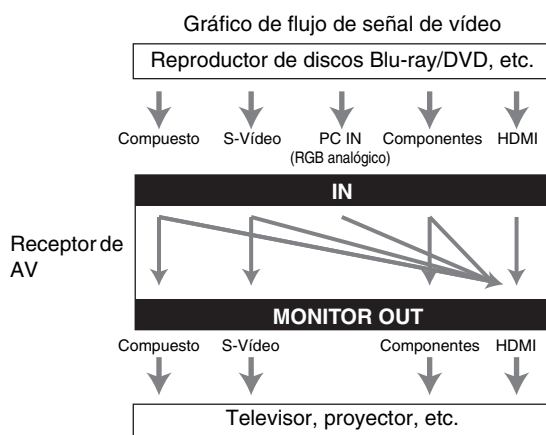 Gráfico de flujo de señal de vídeo
Reproductor de discos Blu-ray/DVD, etc.
Compuesto S-Vídeo PC IN Componentes HDMI
(RGB analógico)
IN
Receptor de
AV
MONITOR OUT
Compuesto S-Vídeo Componentes HDMI
Televisor, proyector, etc.